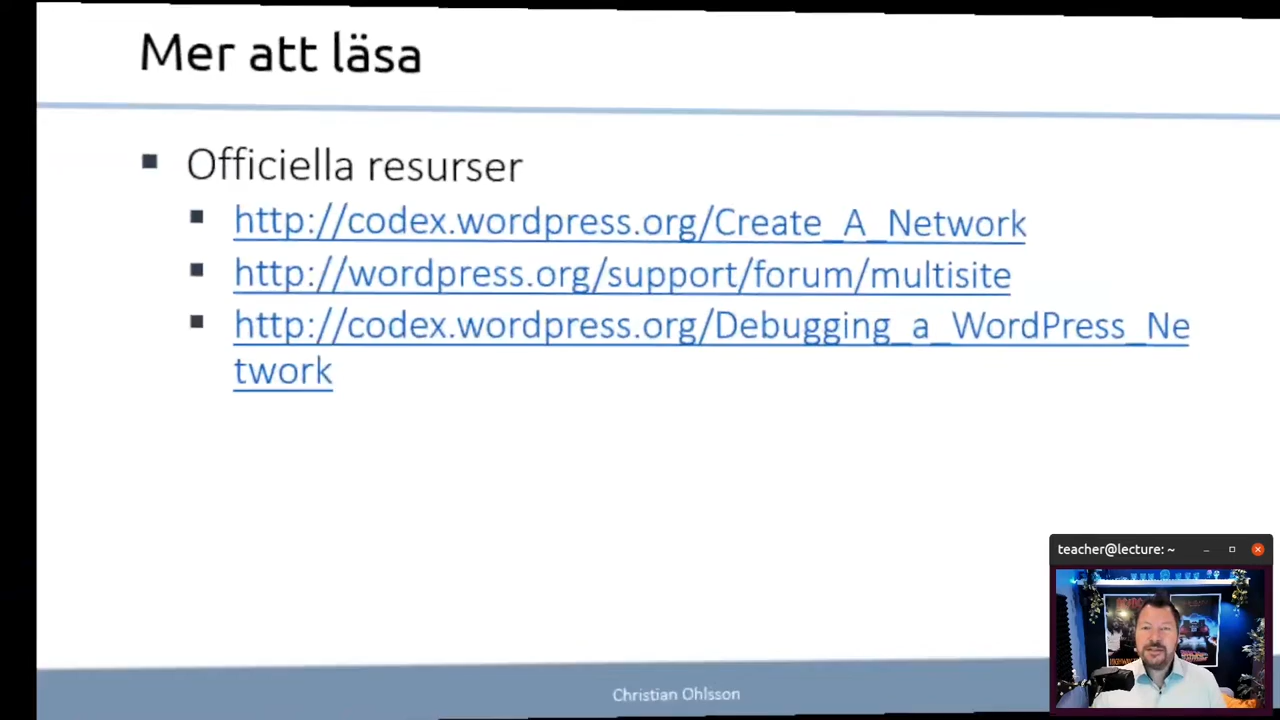 Mer att läsa
Officiella resurser
http://codex.wordpress.org/Create_A_Network
http://wordpress.org/support/forum/multisite
http://codex.wordpress.org/Debugging_a_WordPress_Ne
twork
teacher@lecture: ~
Christian Ohlsson